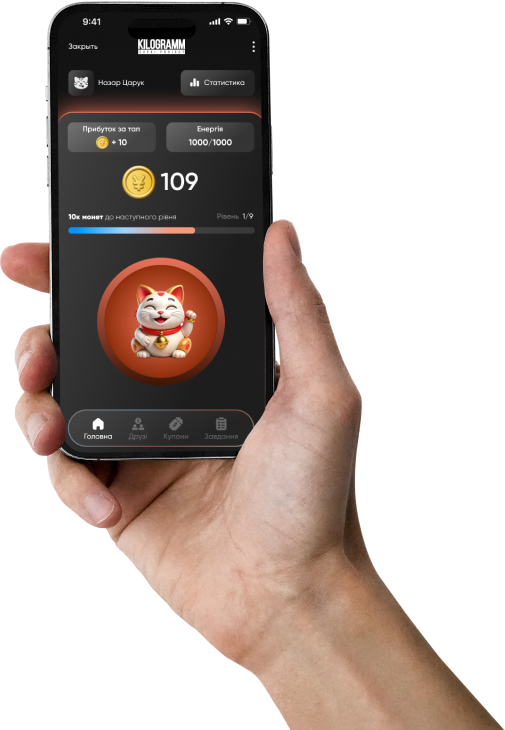 9:41
Закрыть
KILOGRAMM
Назар Царук
Статистика
Прибуток за тап
+ 10
Енергія
1000/1000
109
10к монет до наступного рівня
Рівень 1/9
Головна
Друзі
Купони
Завдання